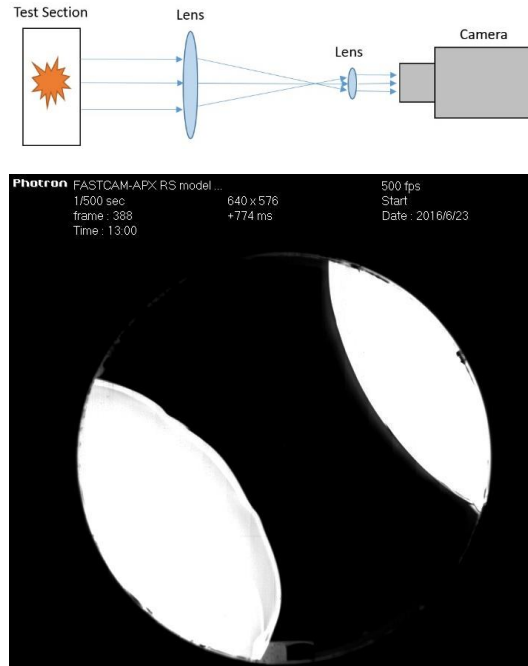 Test Section
Lens
Lens
Camera
Photron FASTCAM-APX RS model ... 500 fps
1/500 sec 640 x 576 Start
frame : 388 +774 ms Date : 2016/6/23
Time : 13:00